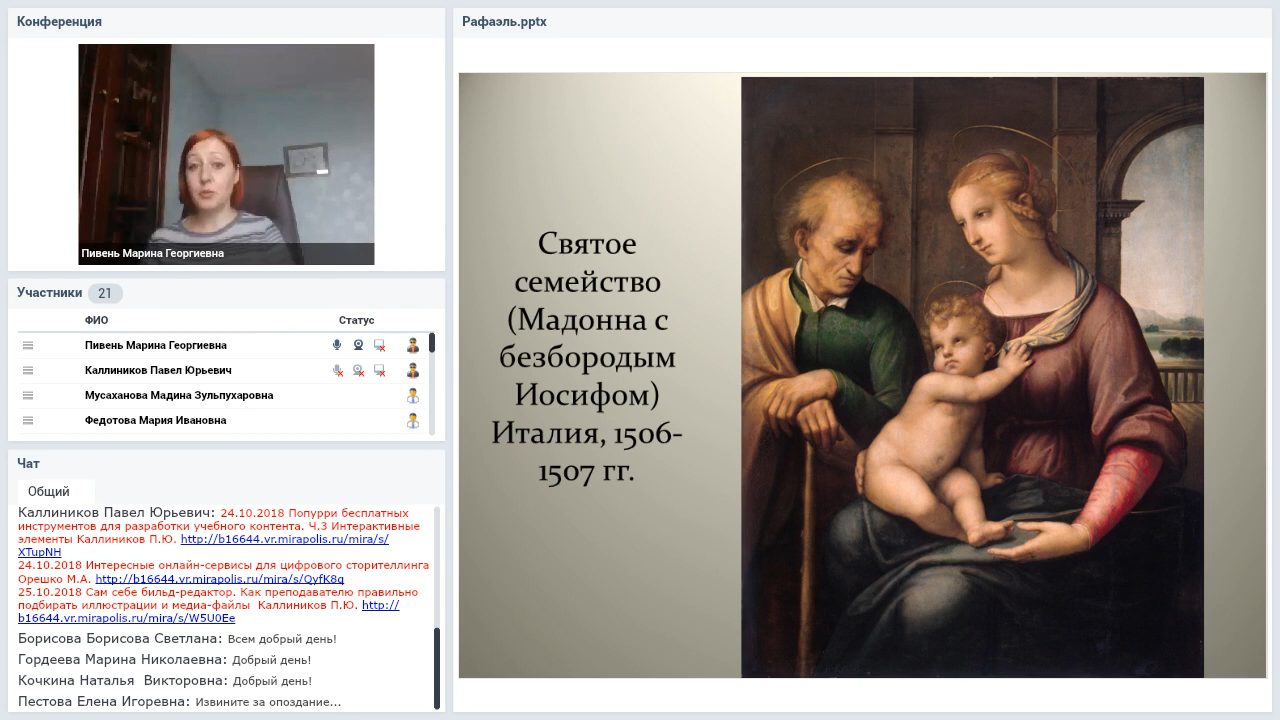 Конференция
Пивень Марина Георгиевна
Участники 21
ФИО Статус
Пивень Марина Георгиевна
Каллиников Павел Юрьевич
Мусаханова Мадина Зульпухаровна
Федотова Мария Ивановна
Чат
Общий
Каллиников Павел Юрьевич: 24.10.2018 Попурри бесплатных
инструментов для разработки учебного контента. Ч.3 Интерактивные
элементы Каллиников П.Ю. http://b16644.vr.mirapolis.ru/mira/s/
XTupNH
24.10.2018 Интересные онлайн-сервисы для цифрового сторителлинга
Орешко М.А. http://b16644.vr.mirapolis.ru/mira/s/QyfK8q
25.10.2018 Сам себе бильд-редактор. Как преподавателю правильно
подбирать иллюстрации и медиа-файлы Каллиников П.Ю. http://
b16644.vr.mirapolis.ru/mira/s/W5U0Ee
Борисова Борисова Светлана: Всем добрый день!
Гордеева Марина Николаевна: Добрый день!
Кочкина Наталья Викторовна: Добрый день!
Пестова Елена Игоревна: Извините за опоздание...
Рафаэль.pptx
Святое
семейство
(Мадонна с
безбородым
Иосифом)
Италия, 1506-
1507 гг.